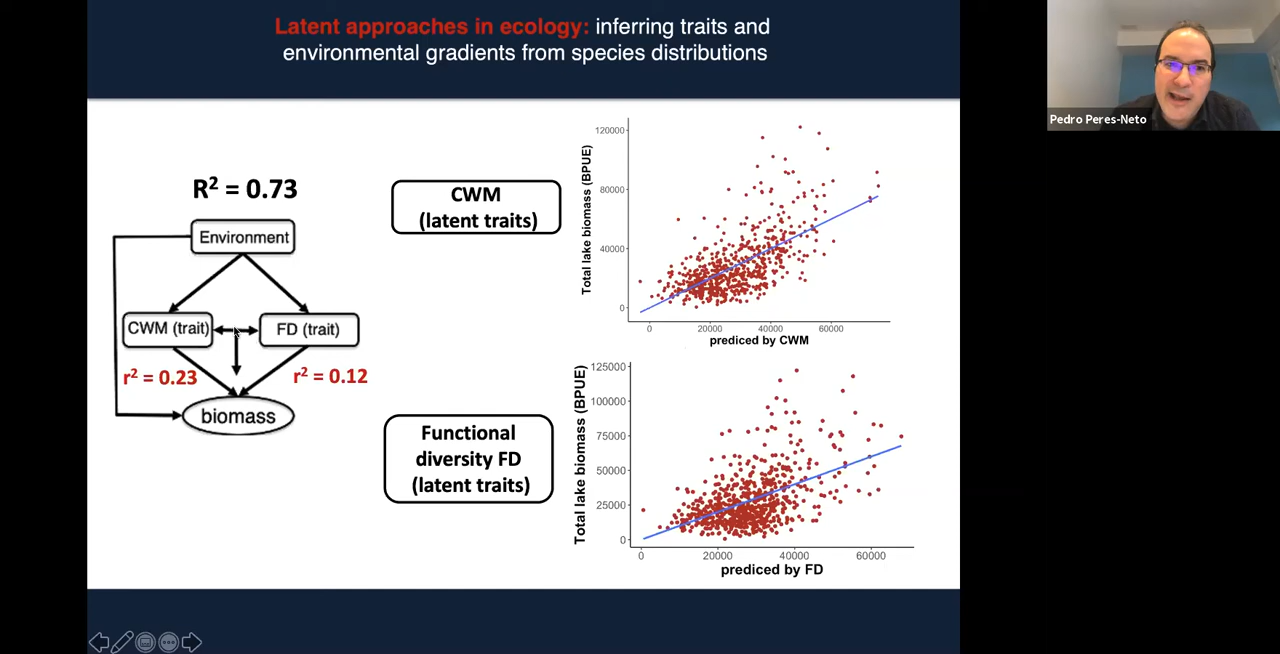 Latent approaches in ecology: inferring traits and
environmental gradients from species distributions
Pedro Peres-Neto
R² = 0.73
Environment
CWM (trait)
FD (trait)
r² = 0.23
r² = 0.12
biomass
CWM
(latent traits)
Functional
diversity FD
(latent traits)
Total lake biomass (BPUE)
120000
80000
40000
0
0
20000
40000
60000
prediced by CWM
Total lake biomass (BPUE)
125000
100000
75000
50000
25000
0
0
20000
40000
60000
prediced by FD